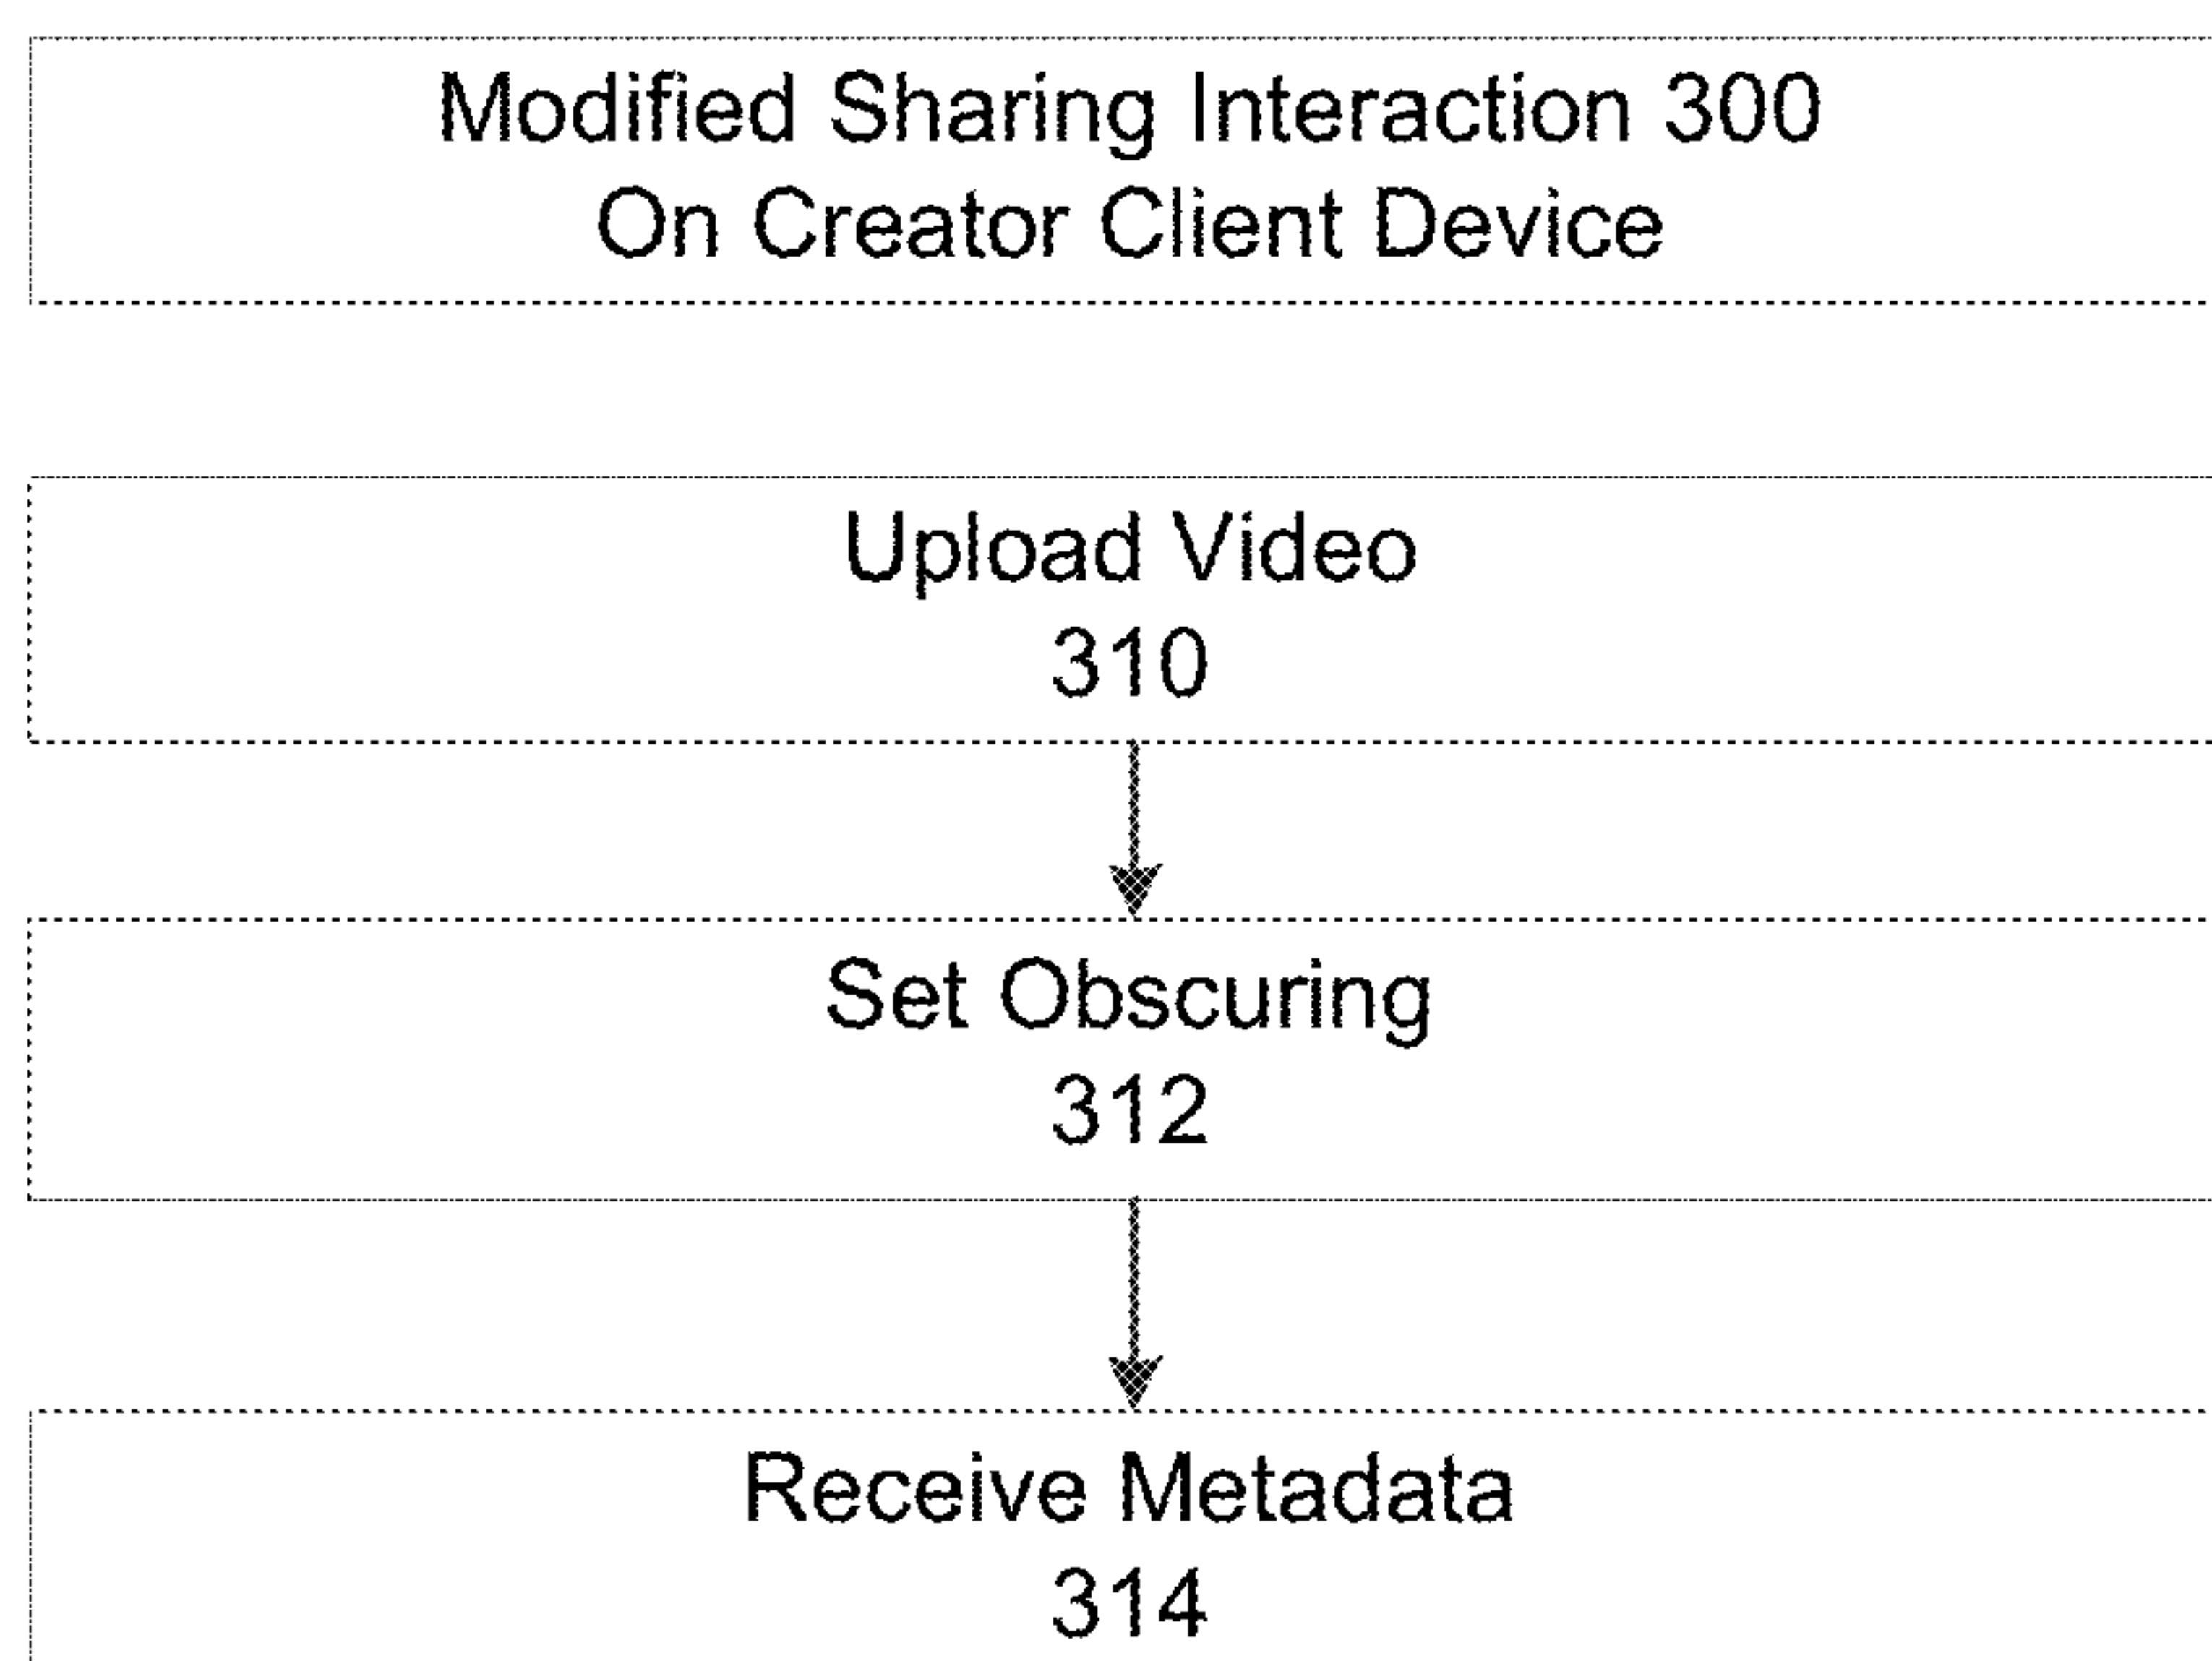 Modified Sharing Interaction 300
On Creator Client Device
Upload Video
310
Set Obscuring
312
Receive Metadata
314